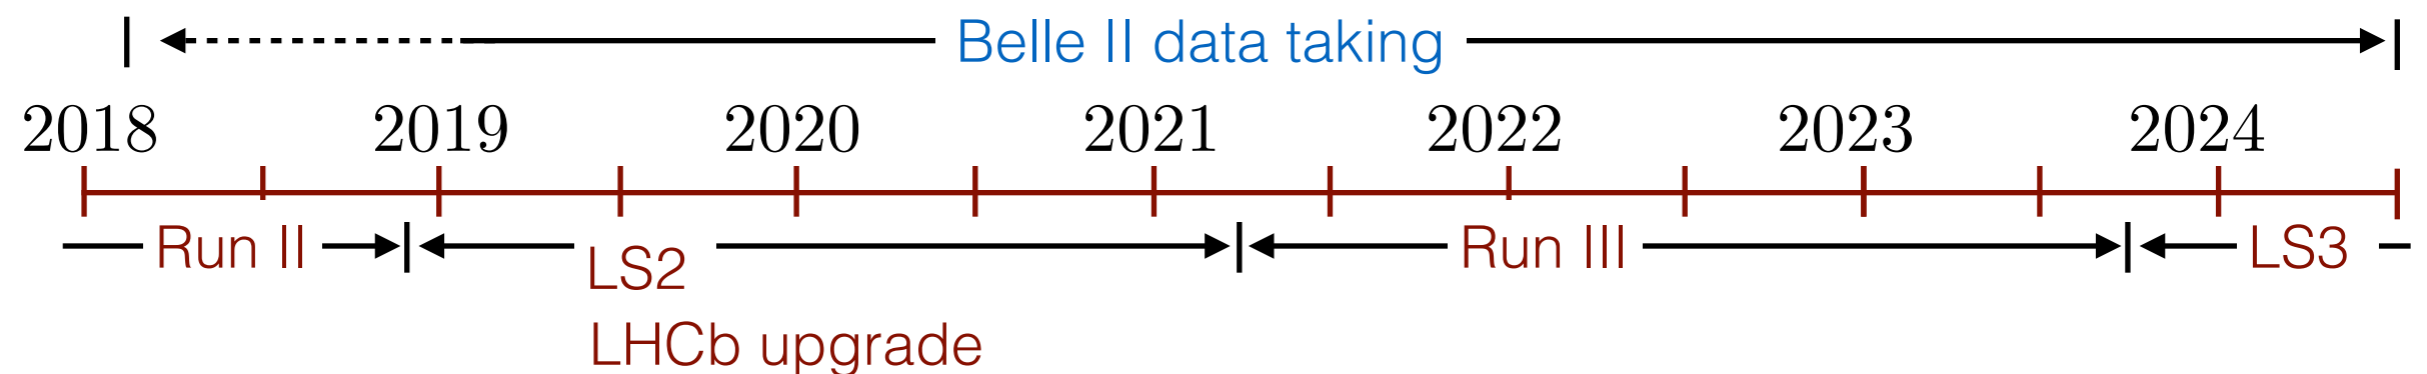 Belle II data taking
2018 2019 2020 2021 2022 2023 2024
Run II LS2 Run III LS3
LHCb upgrade